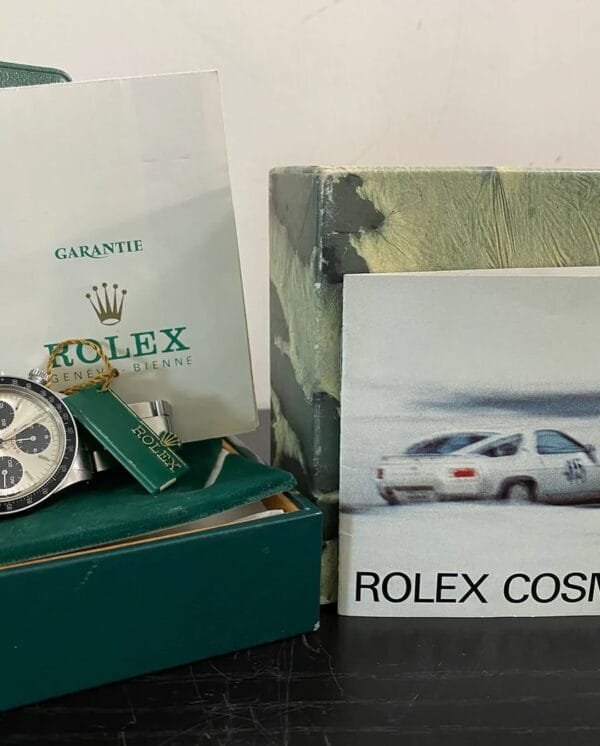 GARANTIE
ROLEX
GENEVE · BIENNE
ROLEX
ROLEX COSM